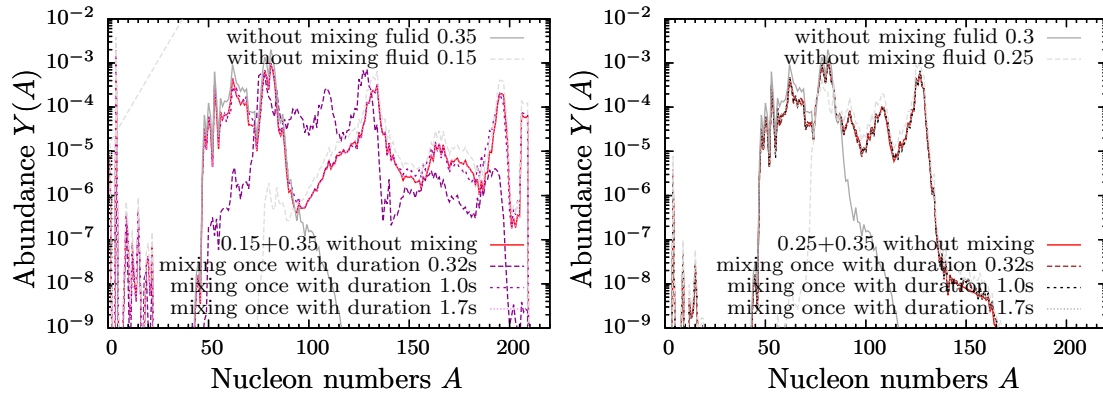 without mixing fulid 0.35
without mixing fluid 0.15
10^−2
10^−3
10^−4
10^−5
10^−6
10^−7
10^−8
10^−9
Abundance Y(A)
0.15+0.35 without mixing
mixing once with duration 0.32s
mixing once with duration 1.0s
mixing once with duration 1.7s
0 50 100 150 200
Nucleon numbers A
without mixing fluid 0.3
without mixing fluid 0.25
10^−2
10^−3
10^−4
10^−5
10^−6
10^−7
10^−8
10^−9
Abundance Y(A)
0.25+0.35 without mixing
mixing once with duration 0.32s
mixing once with duration 1.0s
mixing once with duration 1.7s
0 50 100 150 200
Nucleon numbers A